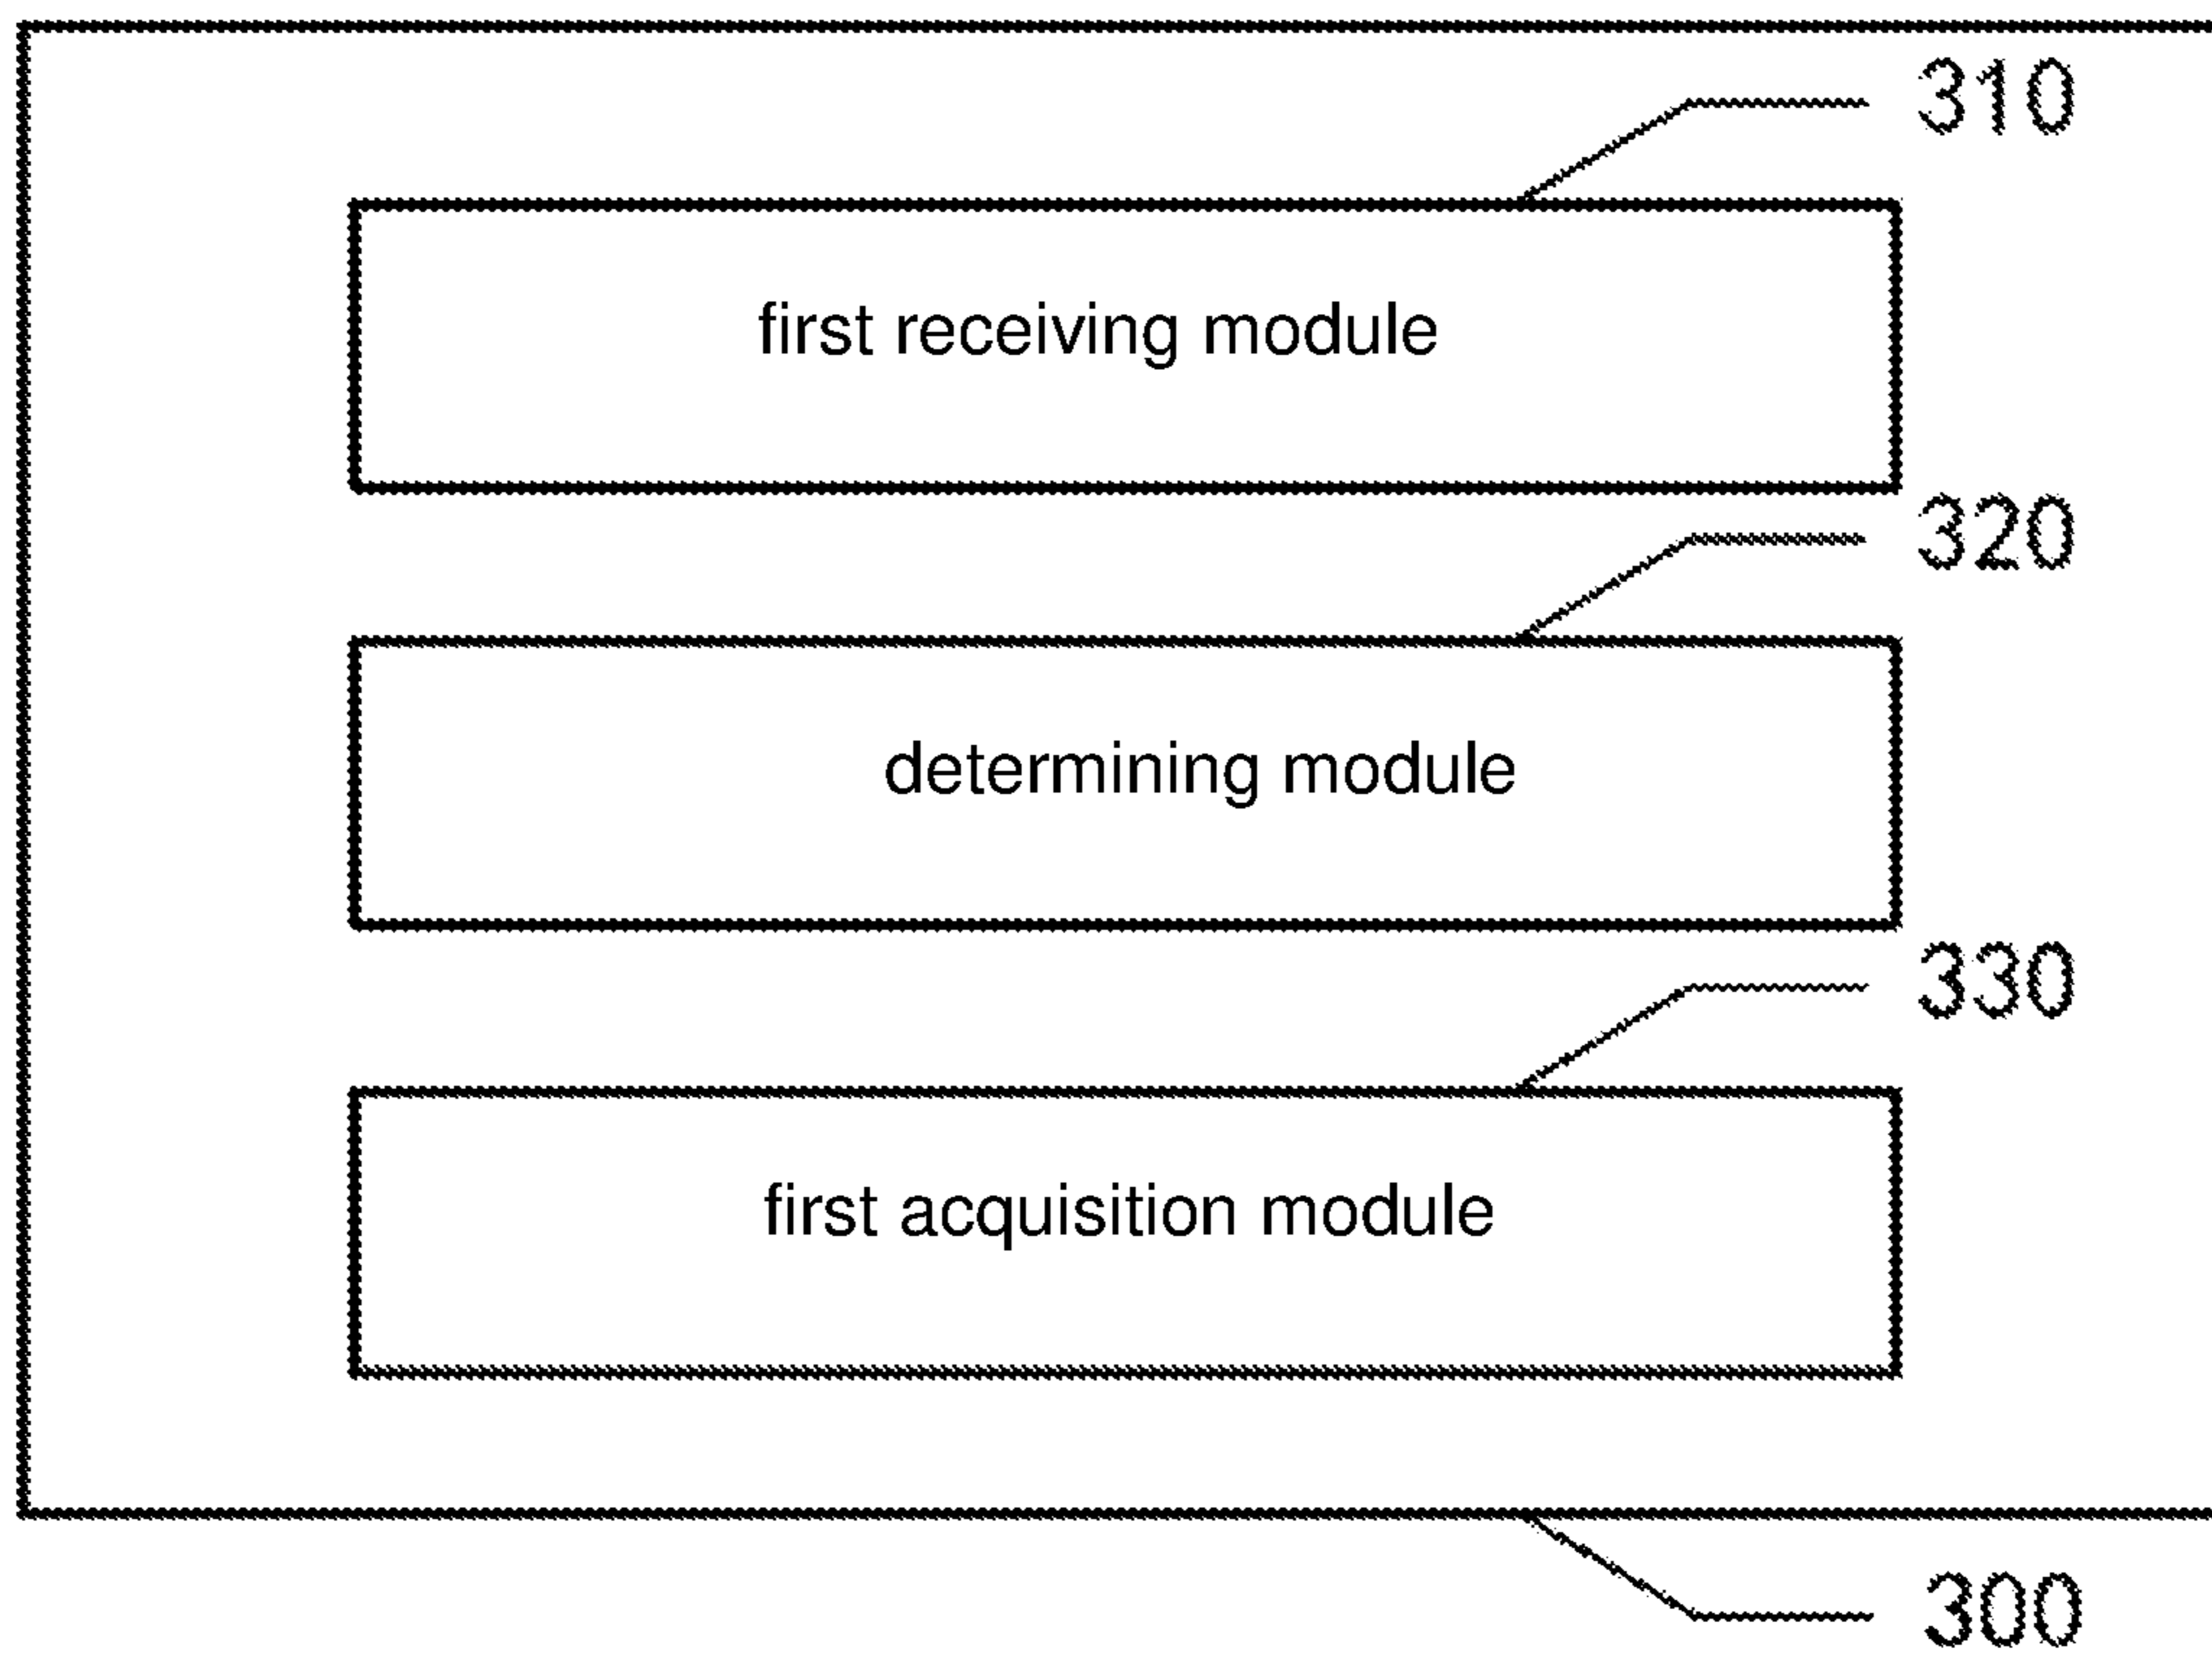 310
first receiving module
320
determining module
330
first acquisition module
300